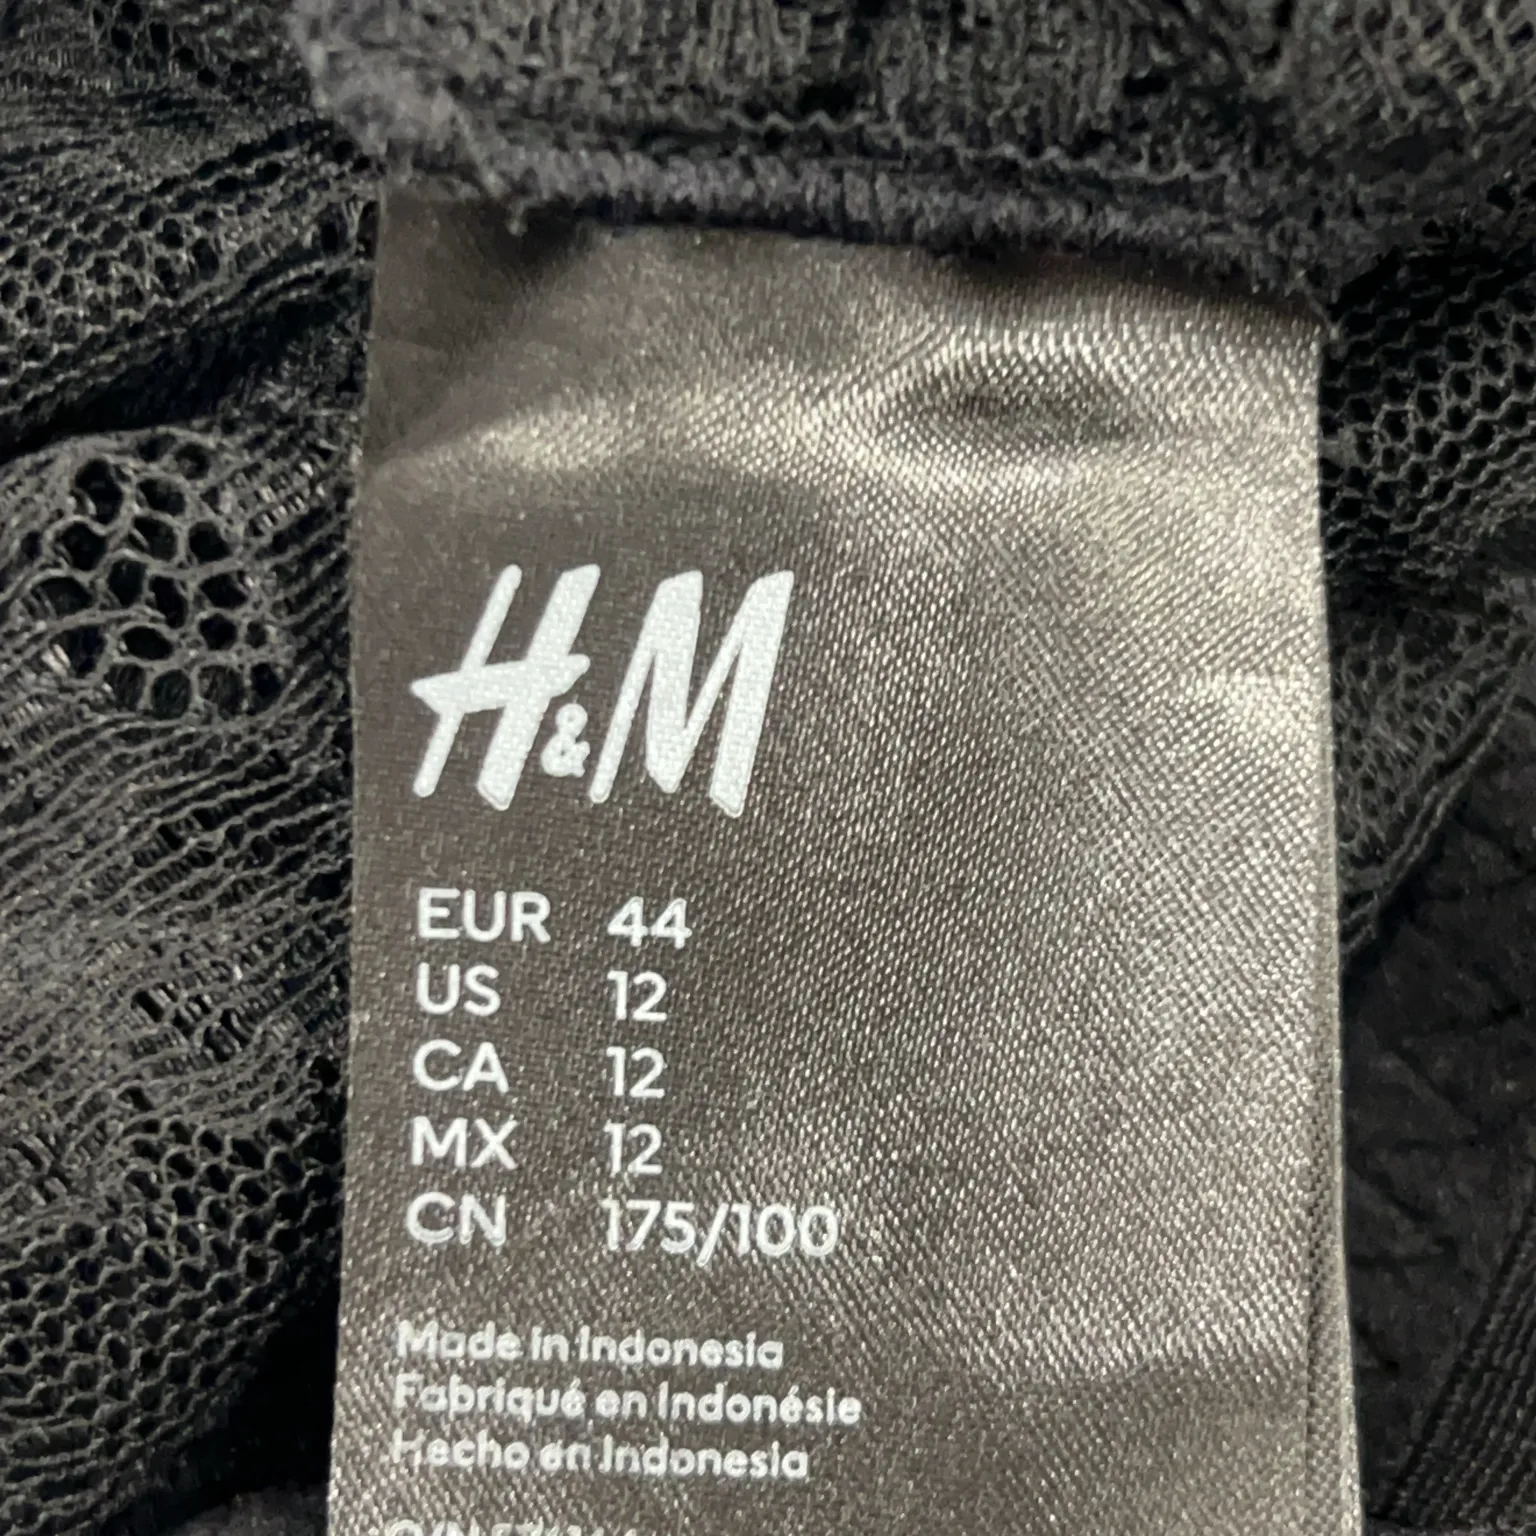 H&M
EUR 44
US 12
CA 12
MX 12
CN 175/100
Made in Indonesia
Fabriqué en Indonésie
Hecho en Indonesia